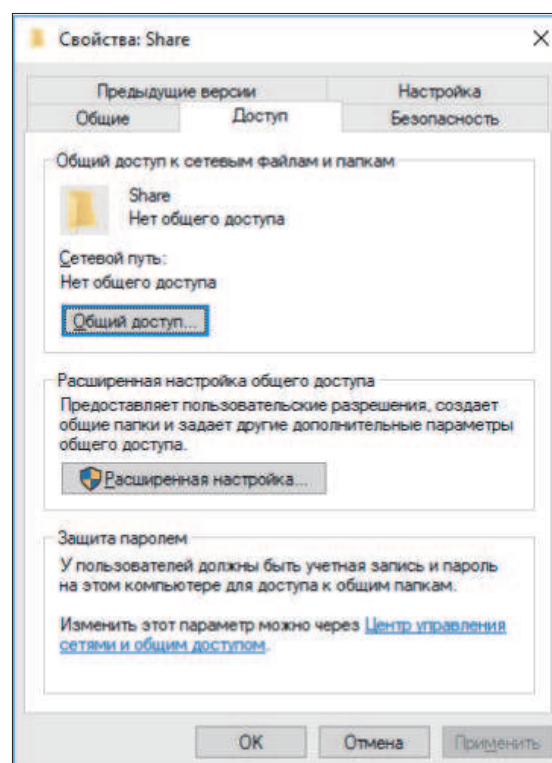 Свойства: Share
Предыдущие версии
Настройка
Общие
Доступ
Безопасность
Общий доступ к сетевым файлам и папкам
Share
Нет общего доступа
Сетевой путь:
Нет общего доступа
Общий доступ...
Расширенная настройка общего доступа
Предоставляет пользовательские разрешения, создает
общие папки и задает другие дополнительные параметры
общего доступа.
Расширенная настройка...
Защита паролем
У пользователей должны быть учетная запись и пароль
на этом компьютере для доступа к общим папкам.
Изменить этот параметр можно через Центр управления
сетями и общим доступом.
OK
Отмена
Применить